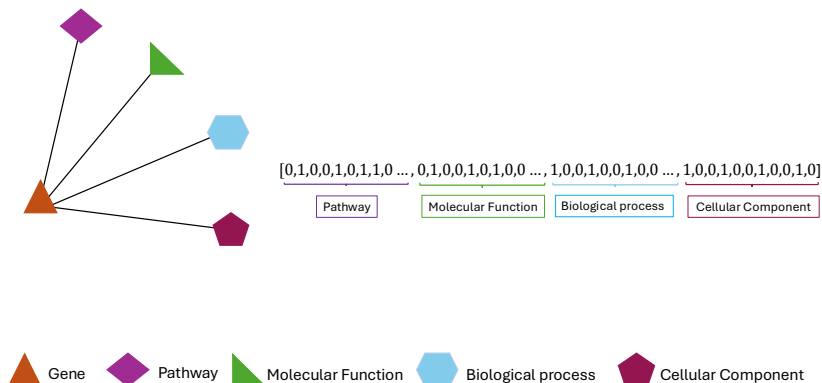 [0,1,0,0,1,0,1,1,0 ... , 0,1,0,0,1,0,1,0,0 ... , 1,0,0,1,0,0,1,0,0 ... , 1,0,0,1,0,0,1,0,0,1,0]
Pathway Molecular Function Biological process Cellular Component
Gene Pathway Molecular Function Biological process Cellular Component